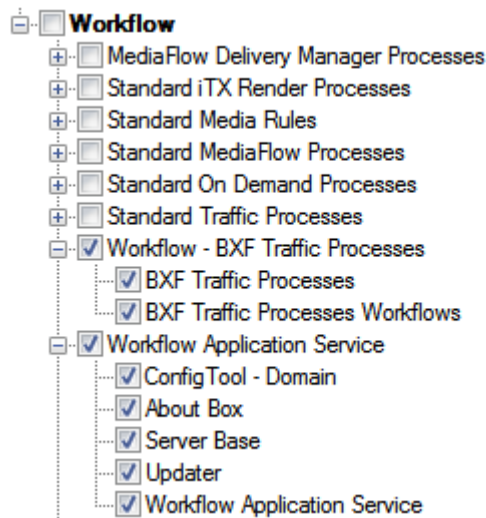 Workflow
MediaFlow Delivery Manager Processes
Standard iTX Render Processes
Standard Media Rules
Standard MediaFlow Processes
Standard On Demand Processes
Standard Traffic Processes
Workflow - BXF Traffic Processes
BXF Traffic Processes
BXF Traffic Processes Workflows
Workflow Application Service
ConfigTool - Domain
About Box
Server Base
Updater
Workflow Application Service